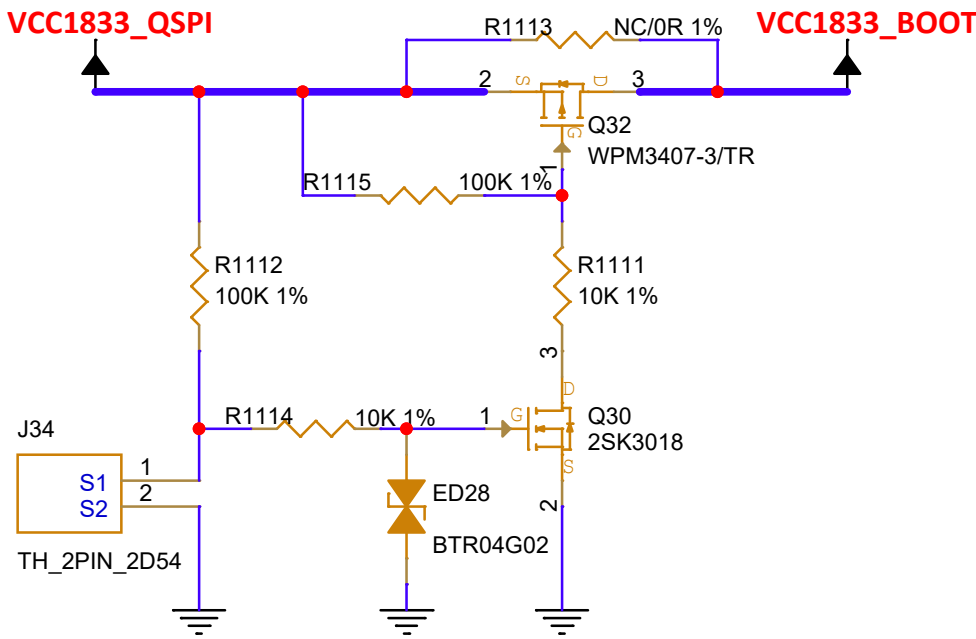 VCC1833_QSPI
R1113
NC/0R 1%
VCC1833_BOOT
2
S
D
3
G
Q32
WPM3407-3/TR
1
R1115
100K 1%
R1112
100K 1%
R1111
10K 1%
3
D
R1114
10K 1%
1
G
Q30
2SK3018
S
2
J34
S1
1
S2
2
TH_2PIN_2D54
ED28
BTR04G02